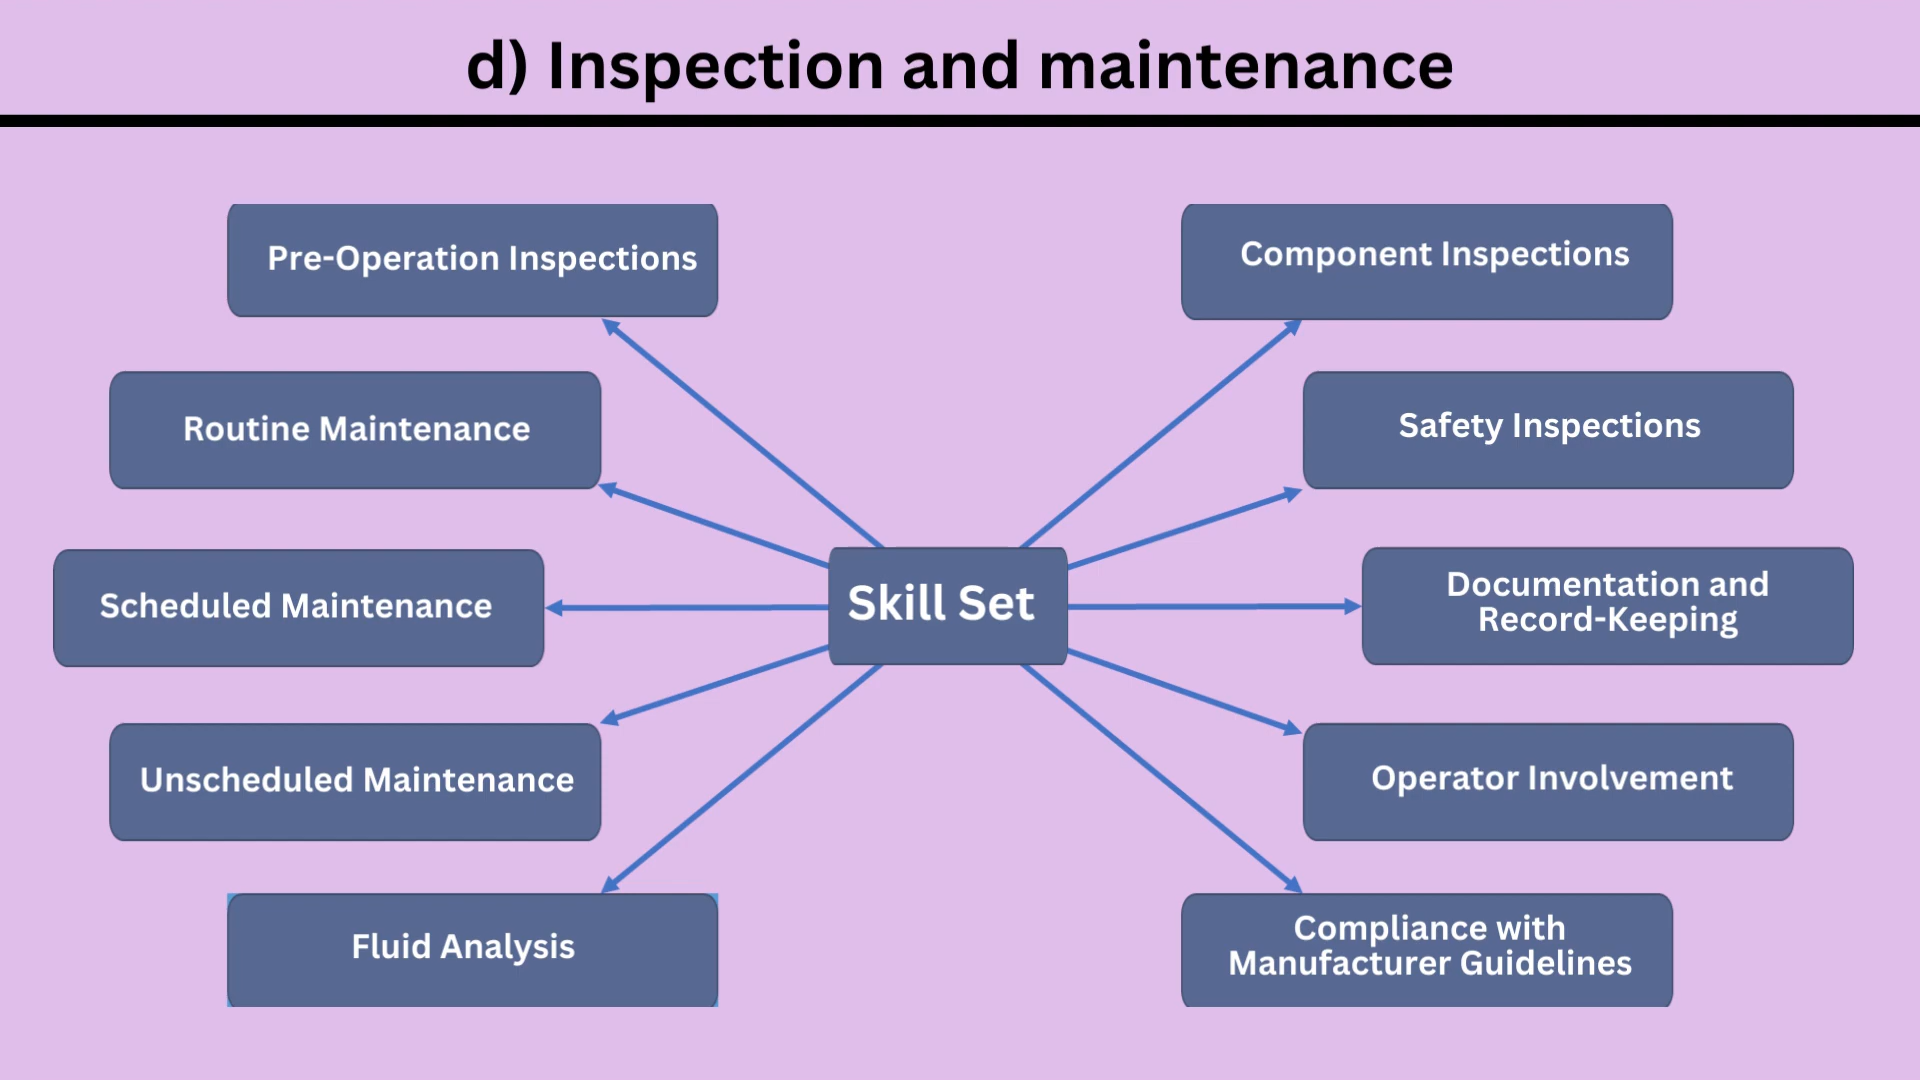 d) Inspection and maintenance
Pre-Operation Inspections
Component Inspections
Routine Maintenance
Safety Inspections
Scheduled Maintenance
Skill Set
Documentation and
Record-Keeping
Unscheduled Maintenance
Operator Involvement
Fluid Analysis
Compliance with
Manufacturer Guidelines